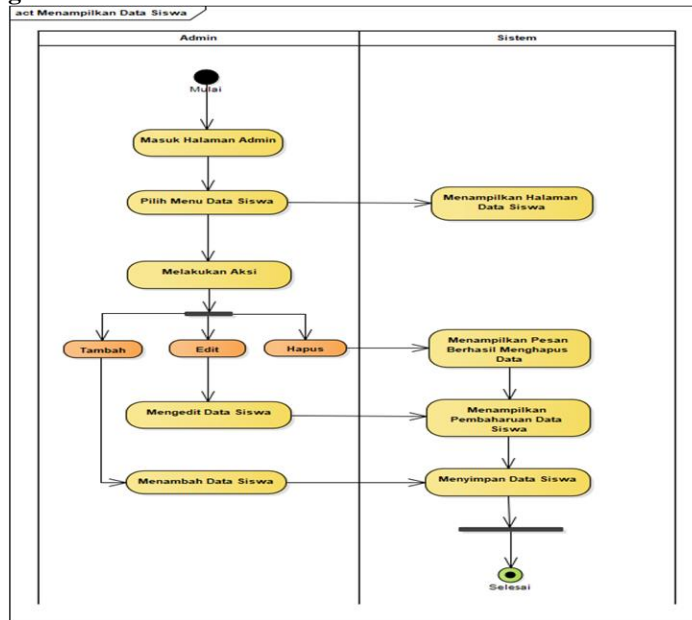 act Menampilkan Data Siswa
Admin
Sistem
Mulai
Masuk Halaman Admin
Pilih Menu Data Siswa
Menampilkan Halaman
Data Siswa
Melakukan Aksi
Tambah
Edit
Hapus
Menampilkan Pesan
Berhasil Menghapus
Data
Mengedit Data Siswa
Menampilkan
Pembaharuan Data
Siswa
Menambah Data Siswa
Menyimpan Data Siswa
Selesai